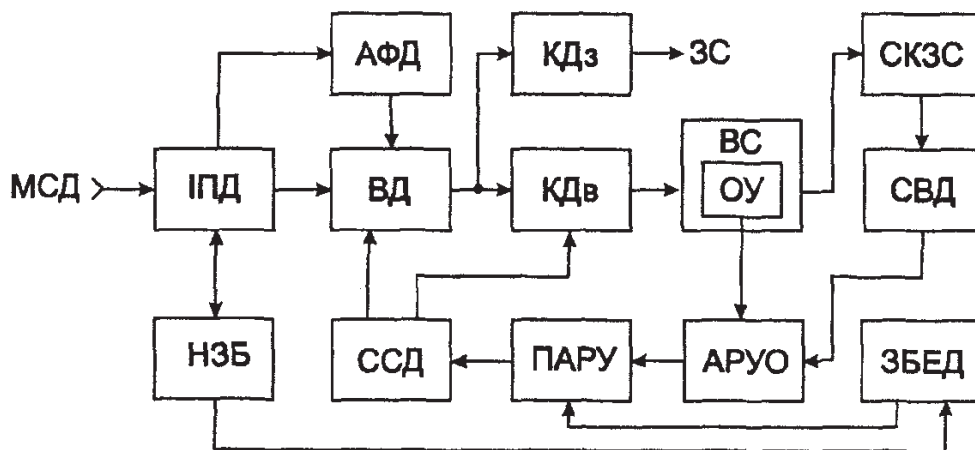 АФД КДз ЗС СКЗС
ВС
МСД ІПД ВД КДв ОУ СВД
НЗБ ССД ПАРУ АРУО ЗБЕД